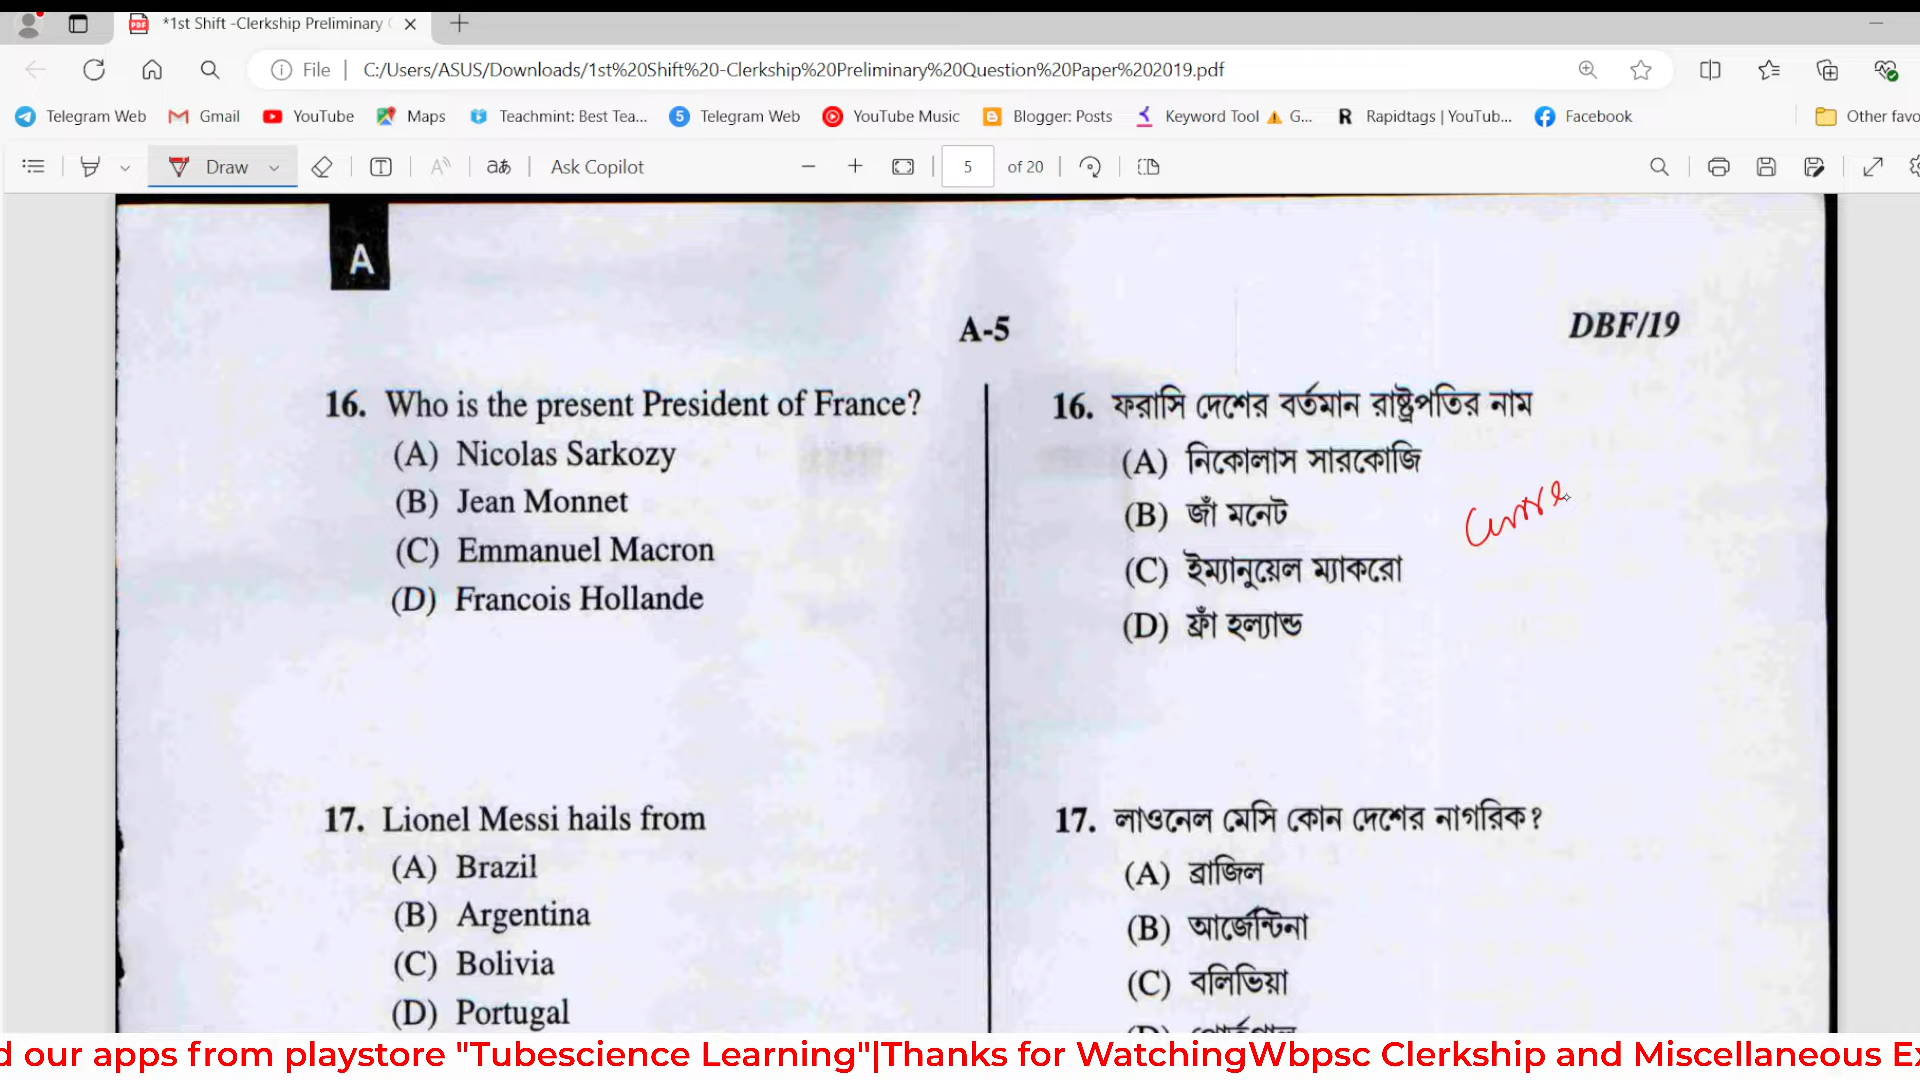 *1st Shift -Clerkship Preliminary
File
C:/Users/ASUS/Downloads/1st%20Shift%20-Clerkship%20Preliminary%20Question%20Paper%202019.pdf
Telegram Web
Gmail
YouTube
Maps
Teachmint: Best Tea...
5
Telegram Web
YouTube Music
Blogger: Posts
Keyword Tool
G...
R
Rapidtags | YouTub...
Facebook
Other favo
Draw
T
aあ
Ask Copilot
5
of 20
A
A-5
DBF/19
16. Who is the present President of France?
(A) Nicolas Sarkozy
(B) Jean Monnet
(C) Emmanuel Macron
(D) Francois Hollande
17. Lionel Messi hails from
(A) Brazil
(B) Argentina
(C) Bolivia
(D) Portugal
16. ফরাসি দেশের বর্তমান রাষ্ট্রপতির নাম
(A) নিকোলাস সারকোজি
(B) জাঁ মনেট
(C) ইম্যানুয়েল ম্যাকরো
(D) ফ্রাঁ হল্যান্ড
17. লাওনেল মেসি কোন দেশের নাগরিক?
(A) ব্রাজিল
(B) আর্জেন্টিনা
(C) বলিভিয়া
d our apps from playstore "Tubescience Learning"|Thanks for WatchingWbpsc Clerkship and Miscellaneous Ex